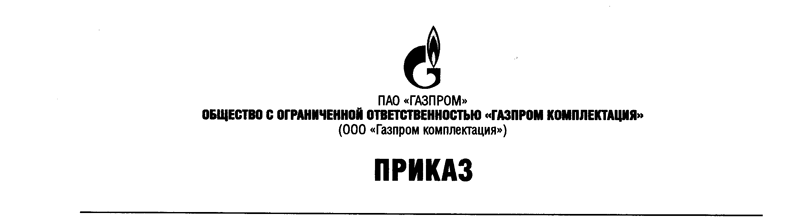 ПАО «ГАЗПРОМ»
ОБЩЕСТВО С ОГРАНИЧЕННОЙ ОТВЕТСТВЕННОСТЬЮ «ГАЗПРОМ КОМПЛЕКТАЦИЯ»
(ООО «Газпром комплектация»)
ПРИКАЗ